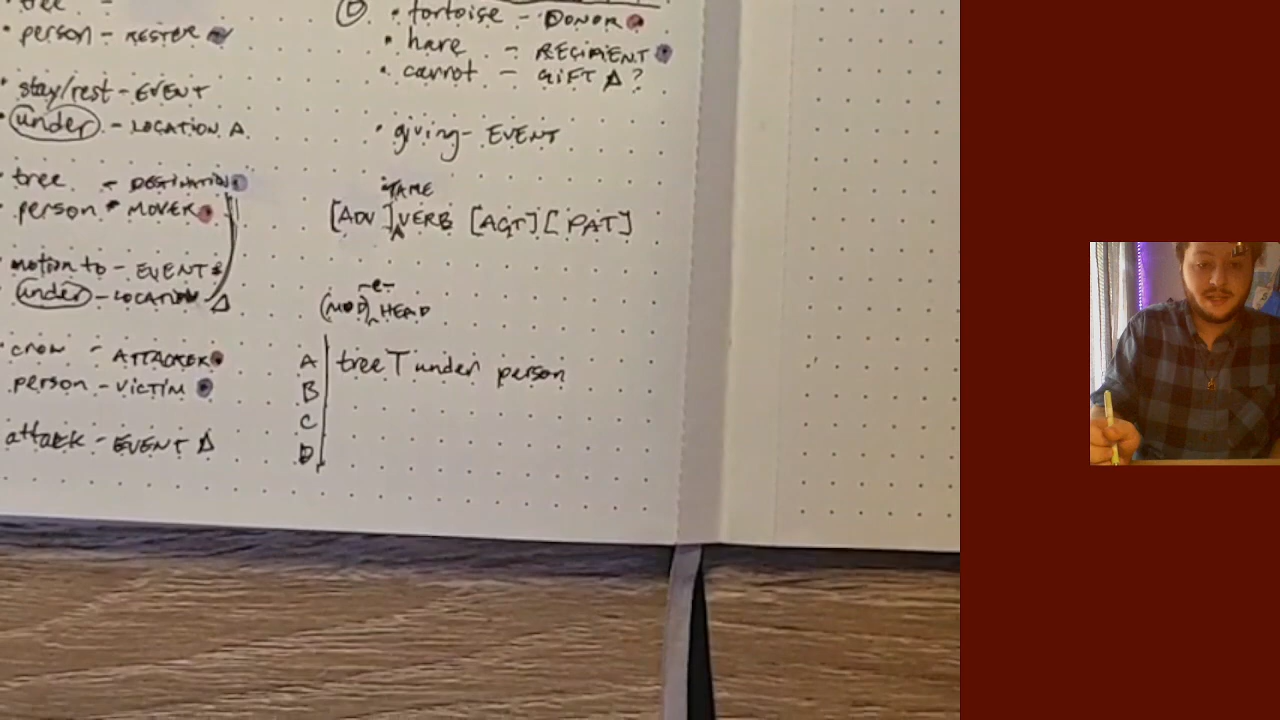 tree -
• person - RESTER
• stay/rest - EVENT
• under - LOCATION Δ
• tree - DESTINATION
• person - MOVER
motion to - EVENT
under - LOCATION Δ
• crow - ATTACKER
person - VICTIM
attack - EVENT Δ
D • tortoise - DONOR
• hare - RECIPIENT
• carrot - GIFT Δ ?
• giving - EVENT
TAME
[ADV] VERB [AGT] [PAT]
-e-
(MOD) HEAD
A tree T under person
B
C
D